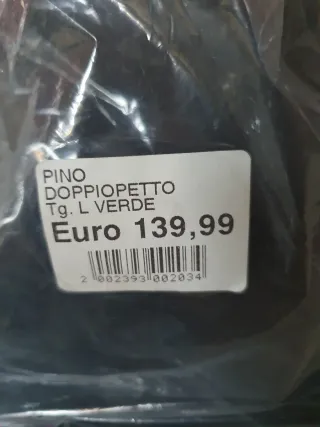 PINO
DOPPIOPETTO
Tg. L VERDE
Euro 139,99
2 002393 002034